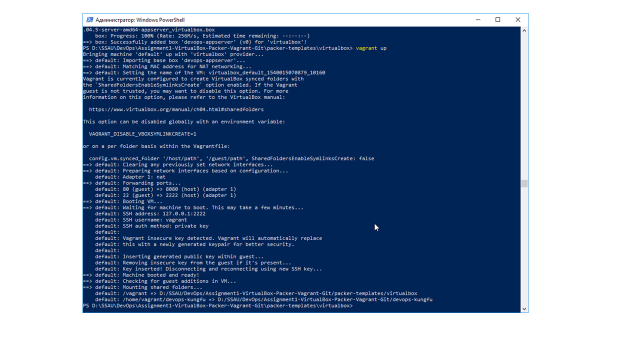 Администратор: Windows PowerShell
.04.5-server-amd64-appserver_virtualbox.box
box: Progress: 100% (Rate: 256M/s, Estimated time remaining: --:--:--)
==> box: Successfully added box 'devops-appserver' (v0) for 'virtualbox'!
PS D:\SSAU\DevOps\Assignment1-VirtualBox-Packer-Vagrant-Git\packer-templates\virtualbox> vagrant up
Bringing machine 'default' up with 'virtualbox' provider...
==> default: Importing base box 'devops-appserver'...
==> default: Matching MAC address for NAT networking...
==> default: Setting the name of the VM: virtualbox_default_1540015070879_10160
Vagrant is currently configured to create VirtualBox synced folders with
the `SharedFoldersEnableSymlinksCreate` option enabled. If the Vagrant
guest is not trusted, you may want to disable this option. For more
information on this option, please refer to the VirtualBox manual:
https://www.virtualbox.org/manual/ch04.html#sharedfolders
This option can be disabled globally with an environment variable:
VAGRANT_DISABLE_VBOXSYMLINKCREATE=1
or on a per folder basis within the Vagrantfile:
config.vm.synced_folder '/host/path', '/guest/path', SharedFoldersEnableSymlinksCreate: false
==> default: Clearing any previously set network interfaces...
==> default: Preparing network interfaces based on configuration...
default: Adapter 1: nat
==> default: Forwarding ports...
default: 80 (guest) => 8080 (host) (adapter 1)
default: 22 (guest) => 2222 (host) (adapter 1)
==> default: Booting VM...
==> default: Waiting for machine to boot. This may take a few minutes...
default: SSH address: 127.0.0.1:2222
default: SSH username: vagrant
default: SSH auth method: private key
default:
default: Vagrant insecure key detected. Vagrant will automatically replace
default: this with a newly generated keypair for better security.
default:
default: Inserting generated public key within guest...
default: Removing insecure key from the guest if it's present...
default: Key inserted! Disconnecting and reconnecting using new SSH key...
==> default: Machine booted and ready!
==> default: Checking for guest additions in VM...
==> default: Mounting shared folders...
default: /vagrant => D:/SSAU/DevOps/Assignment1-VirtualBox-Packer-Vagrant-Git/packer-templates/virtualbox
default: /home/vagrant/devops-kungfu => D:/SSAU/DevOps/Assignment1-VirtualBox-Packer-Vagrant-Git/devops-kungfu
PS D:\SSAU\DevOps\Assignment1-VirtualBox-Packer-Vagrant-Git\packer-templates\virtualbox>